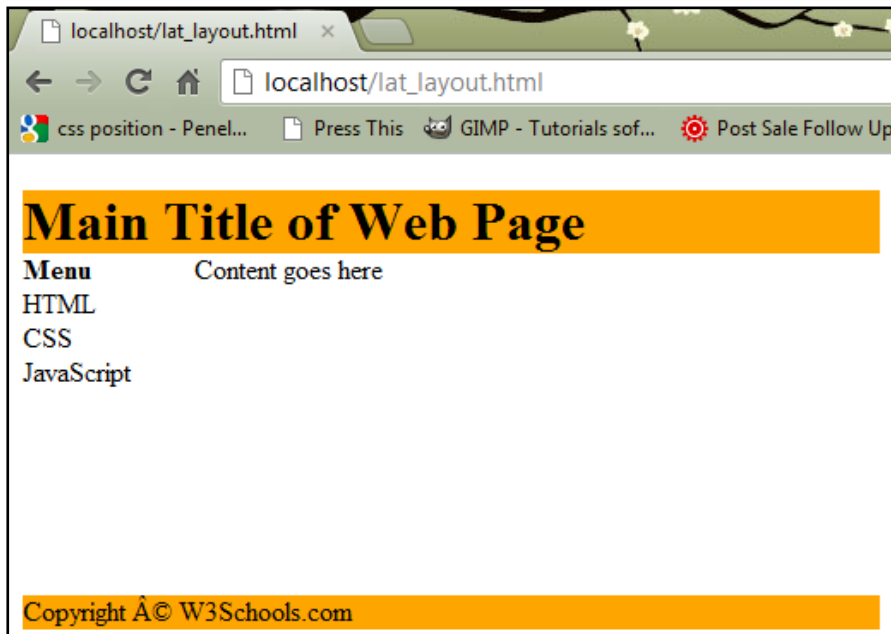 localhost/lat_layout.html
localhost/lat_layout.html
css position - Penel... Press This GIMP - Tutorials sof... Post Sale Follow Up
Main Title of Web Page
Menu Content goes here
HTML
CSS
JavaScript
Copyright Â© W3Schools.com